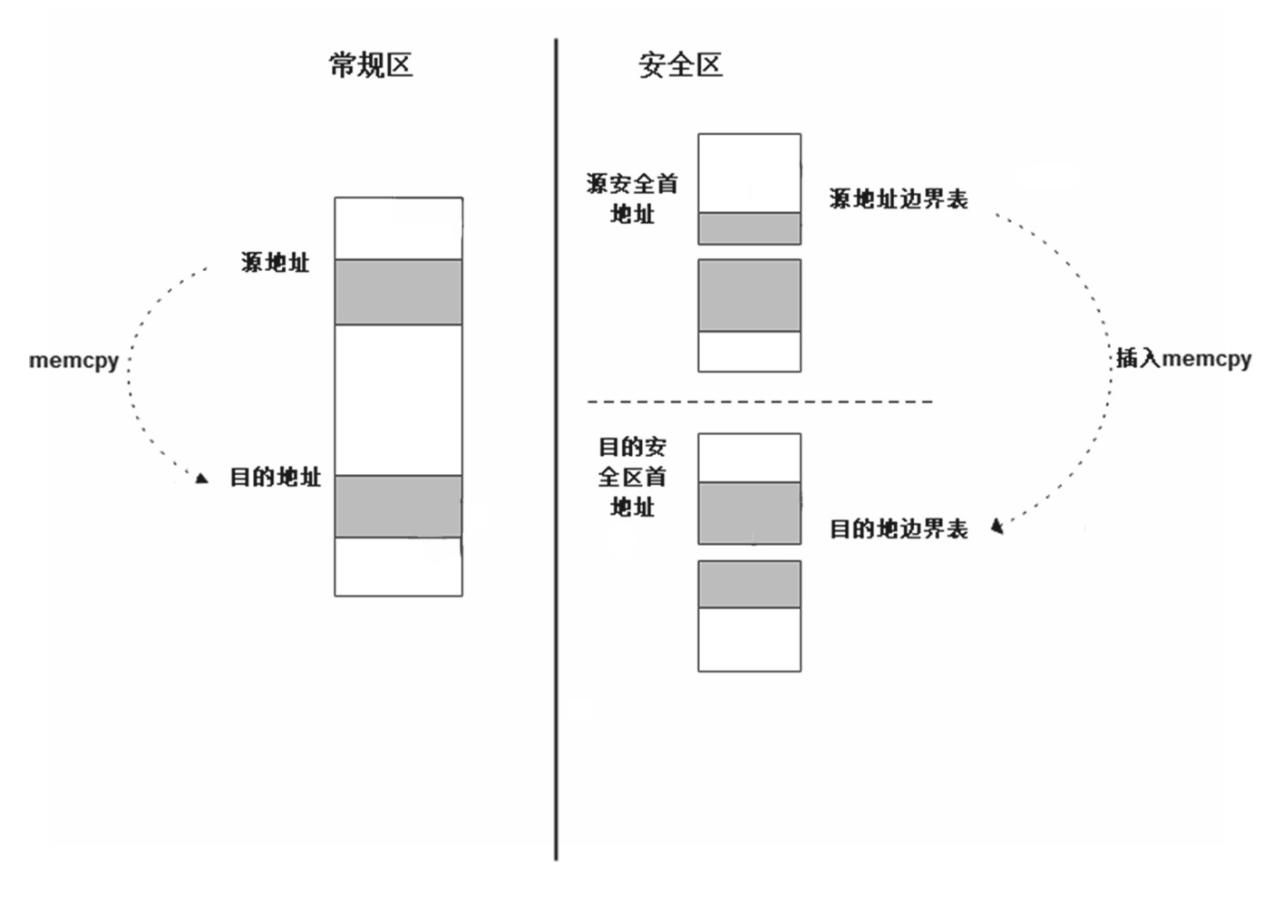 常规区
安全区
源安全首
地址
源地址边界表
源地址
memcpy
插入memcpy
目的地址
目的安
全区首
地址
目的地边界表